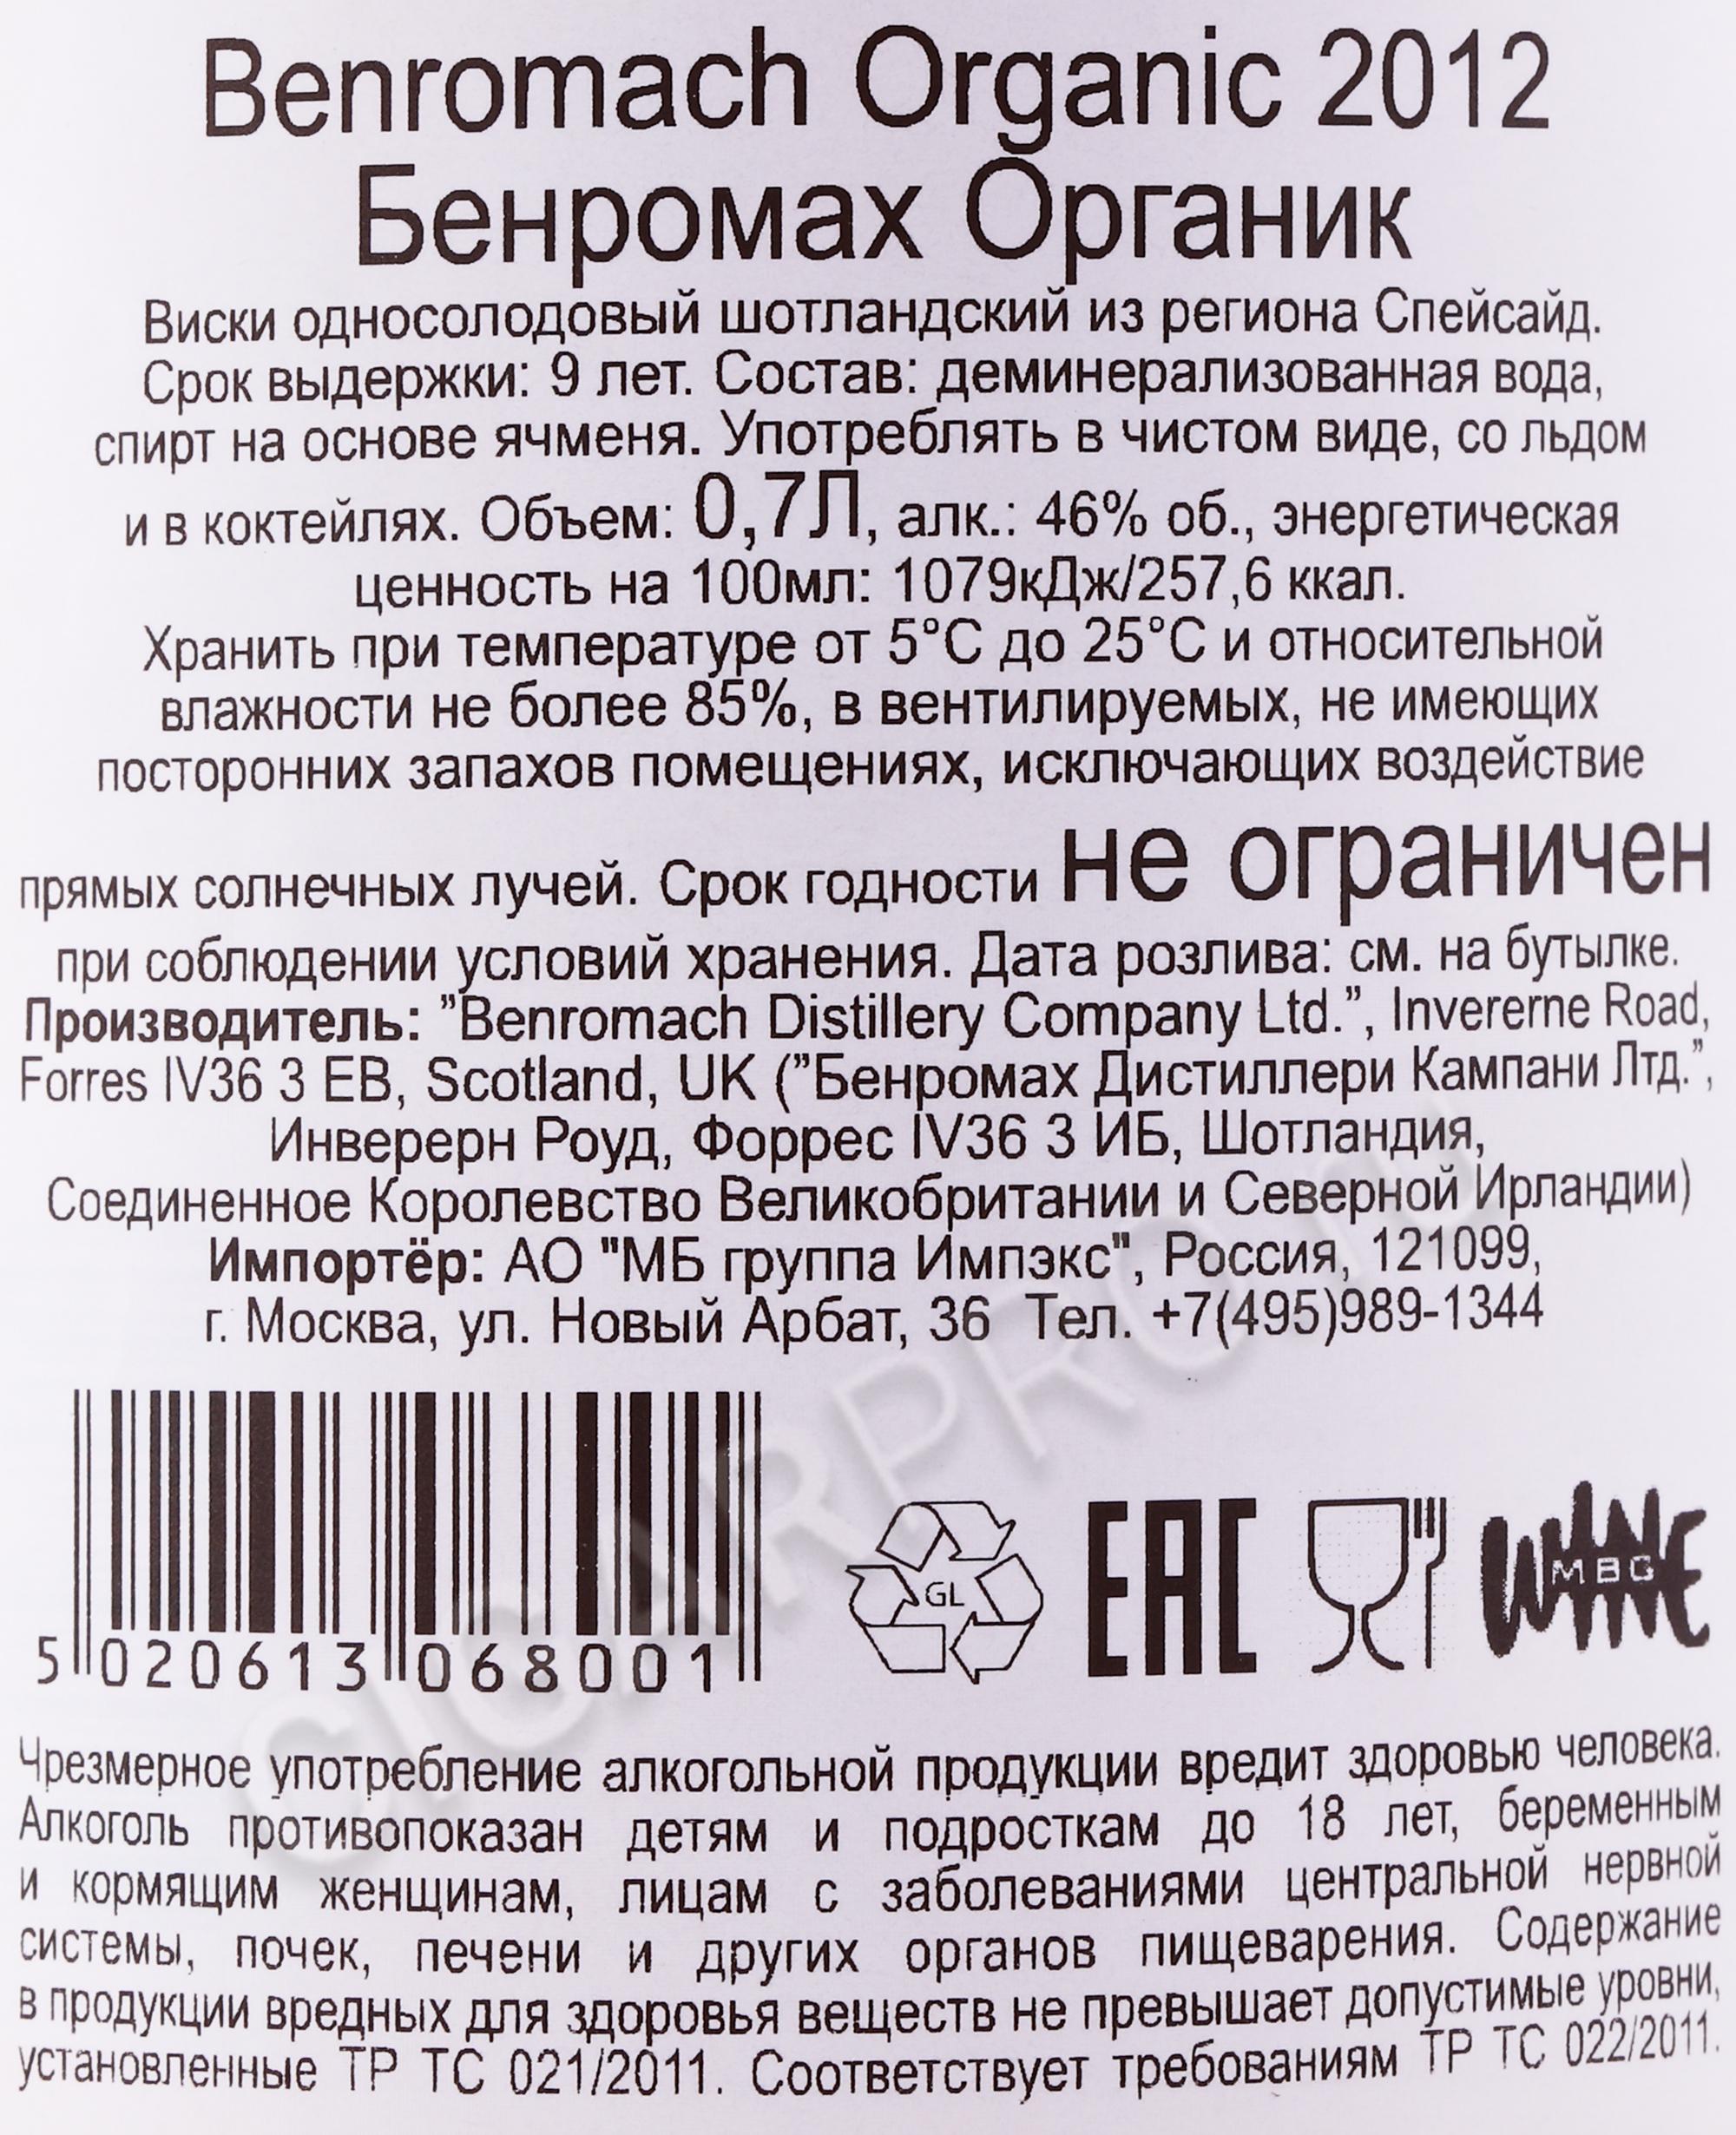 Benromach Organic 2012
Бенромах Органик
Виски односолодовый шотландский из региона Спейсайд.
Срок выдержки: 9 лет. Состав: деминерализованная вода,
спирт на основе ячменя. Употреблять в чистом виде, со льдом
и в коктейлях. Объем: 0,7Л, алк.: 46% об., энергетическая
ценность на 100мл: 1079кДж/257,6 ккал.
Хранить при температуре от 5°С до 25°С и относительной
влажности не более 85%, в вентилируемых, не имеющих
посторонних запахов помещениях, исключающих воздействие
прямых солнечных лучей. Срок годности не ограничен
при соблюдении условий хранения. Дата розлива: см. на бутылке.
Производитель: ”Benromach Distillery Company Ltd.”, Invererne Road,
Forres IV36 3 EB, Scotland, UK (”Бенромах Дистиллери Кампани Лтд.”,
Инверерн Роуд, Форрес IV36 3 ИБ, Шотландия,
Соединенное Королевство Великобритании и Северной Ирландии)
Импортёр: АО "МБ группа Импэкс", Россия, 121099,
г. Москва, ул. Новый Арбат, 36 Тел. +7(495)989-1344
CIGARPRO.ru
GL
EAC
WINE
MBG
5 020613 068001
Чрезмерное употребление алкогольной продукции вредит здоровью человека.
Алкоголь противопоказан детям и подросткам до 18 лет, беременным
и кормящим женщинам, лицам с заболеваниями центральной нервной
системы, почек, печени и других органов пищеварения. Содержание
в продукции вредных для здоровья веществ не превышает допустимые уровни,
установленные ТР ТС 021/2011. Соответствует требованиям ТР ТС 022/2011.